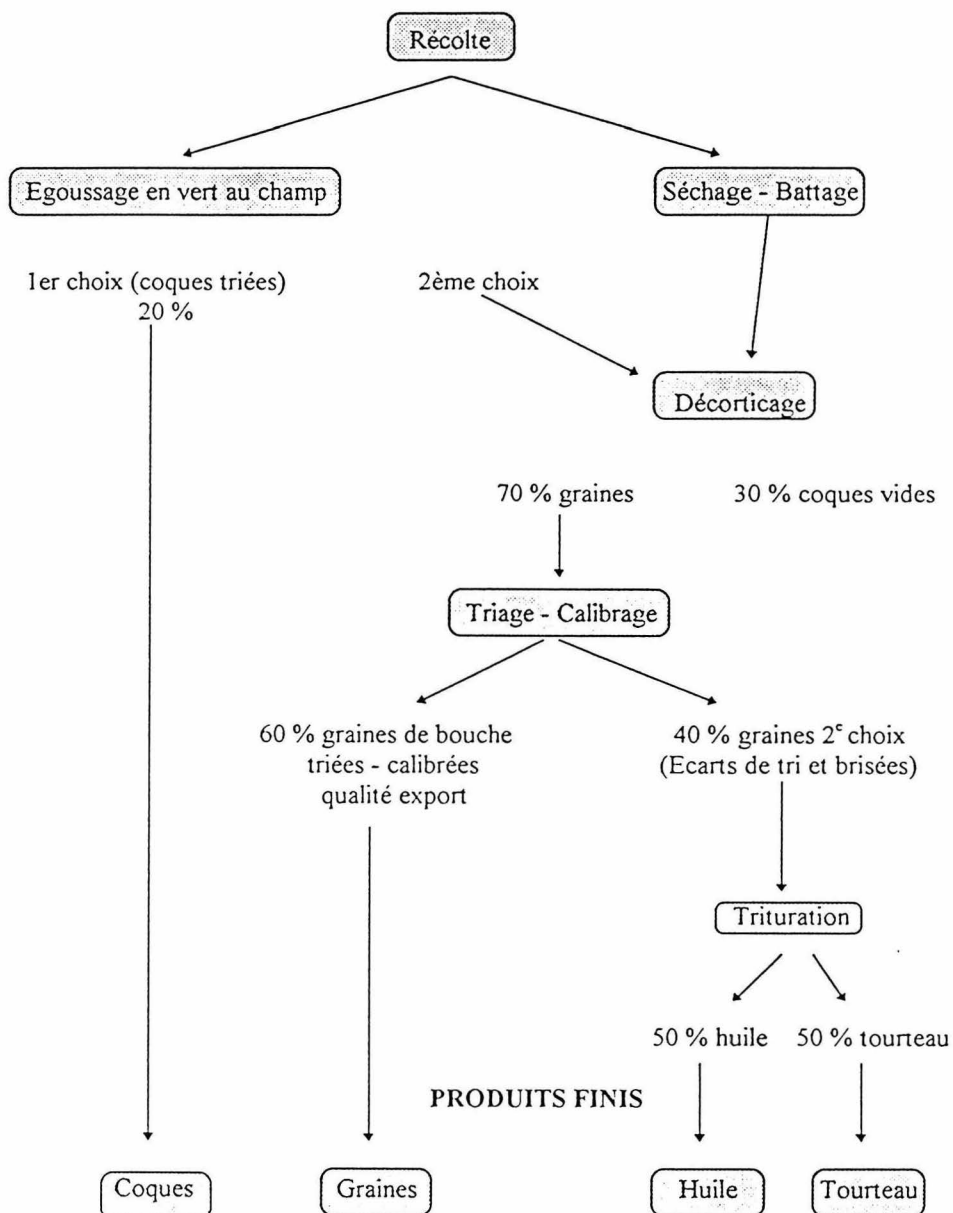 Récolte
Egoussage en vert au champ
Séchage - Battage
1er choix (coques triées)
20 %
2ème choix
Décorticage
70 % graines
30 % coques vides
Triage - Calibrage
60 % graines de bouche
triées - calibrées
qualité export
40 % graines 2e choix
(Ecarts de tri et brisées)
Trituration
50 % huile
50 % tourteau
PRODUITS FINIS
Coques
Graines
Huile
Tourteau